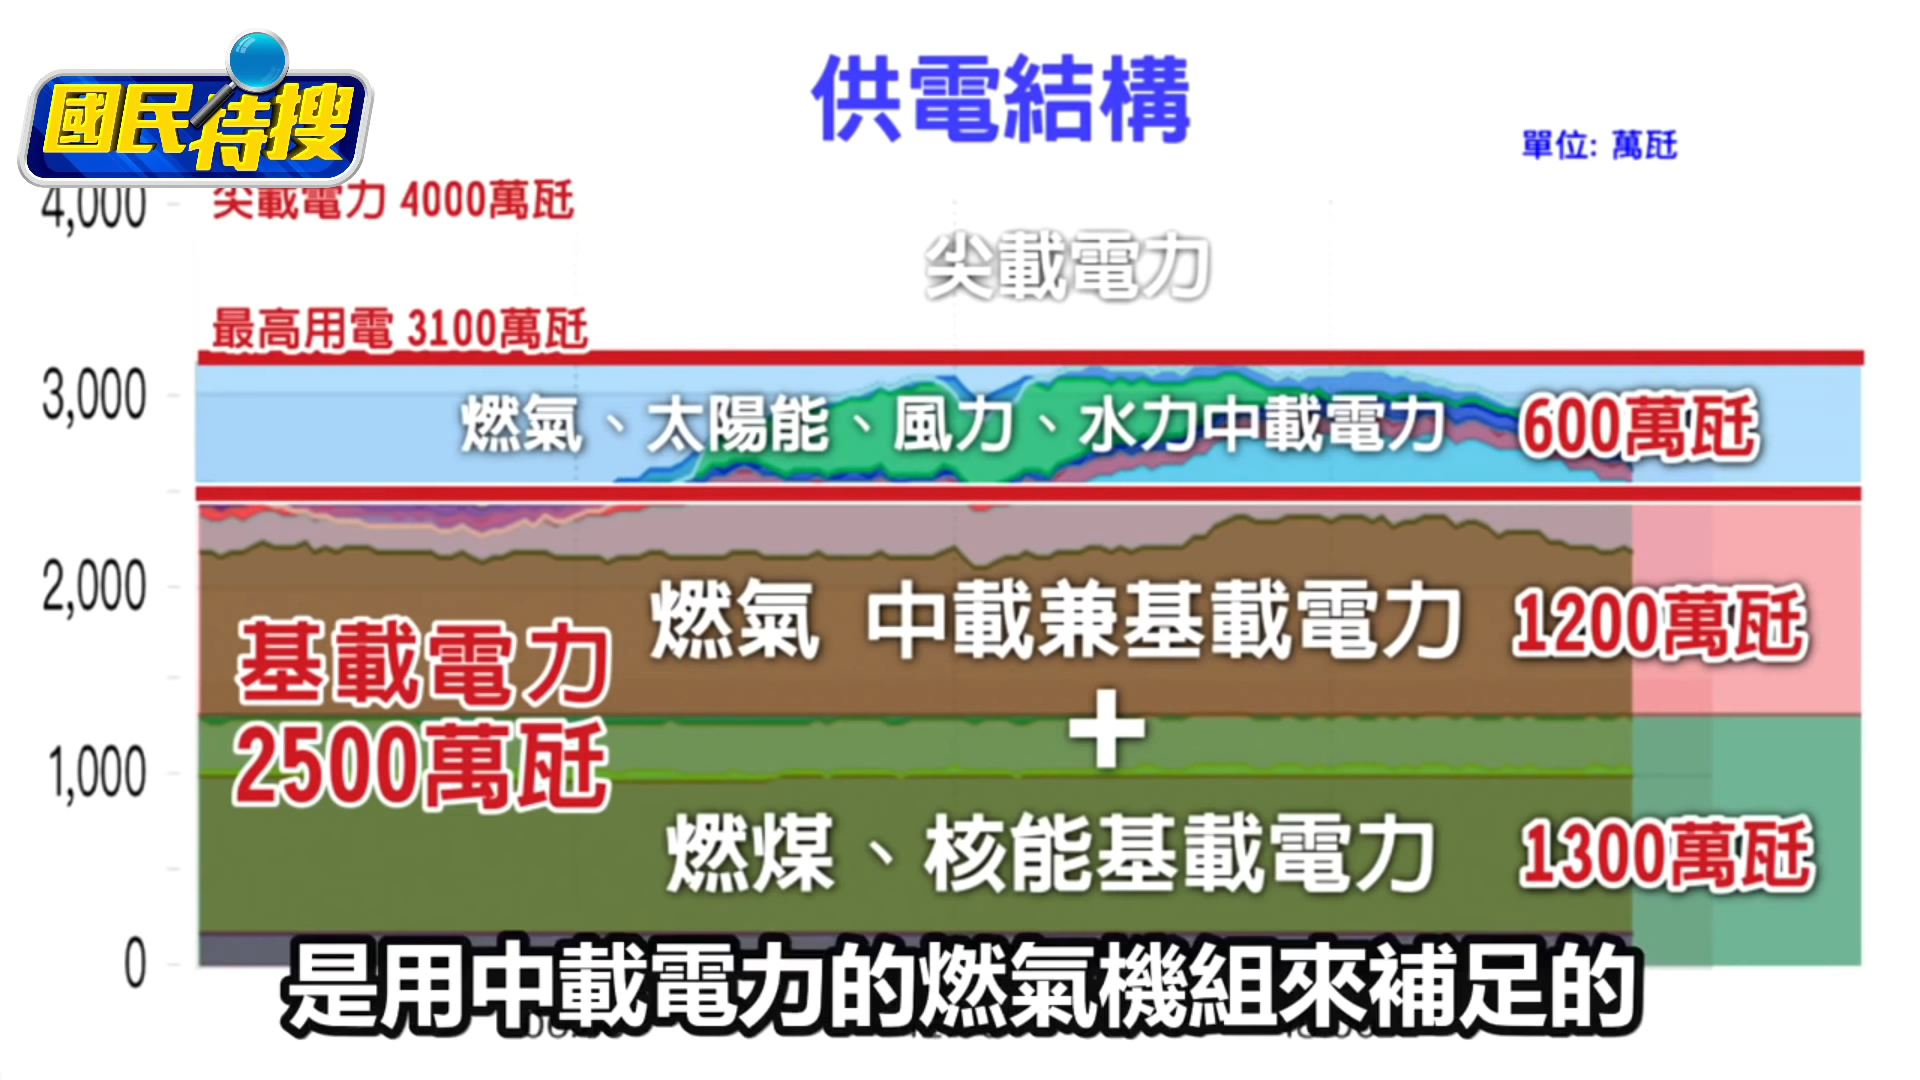 國民特搜
供電結構
單位: 萬瓩
4,000
尖載電力 4000萬瓩
尖載電力
最高用電 3100萬瓩
3,000
燃氣、太陽能、風力、水力中載電力 600萬瓩
2,000
燃氣 中載兼基載電力 1200萬瓩
基載電力
2500萬瓩
+
1,000
燃煤、核能基載電力 1300萬瓩
0
是用中載電力的燃氣機組來補足的